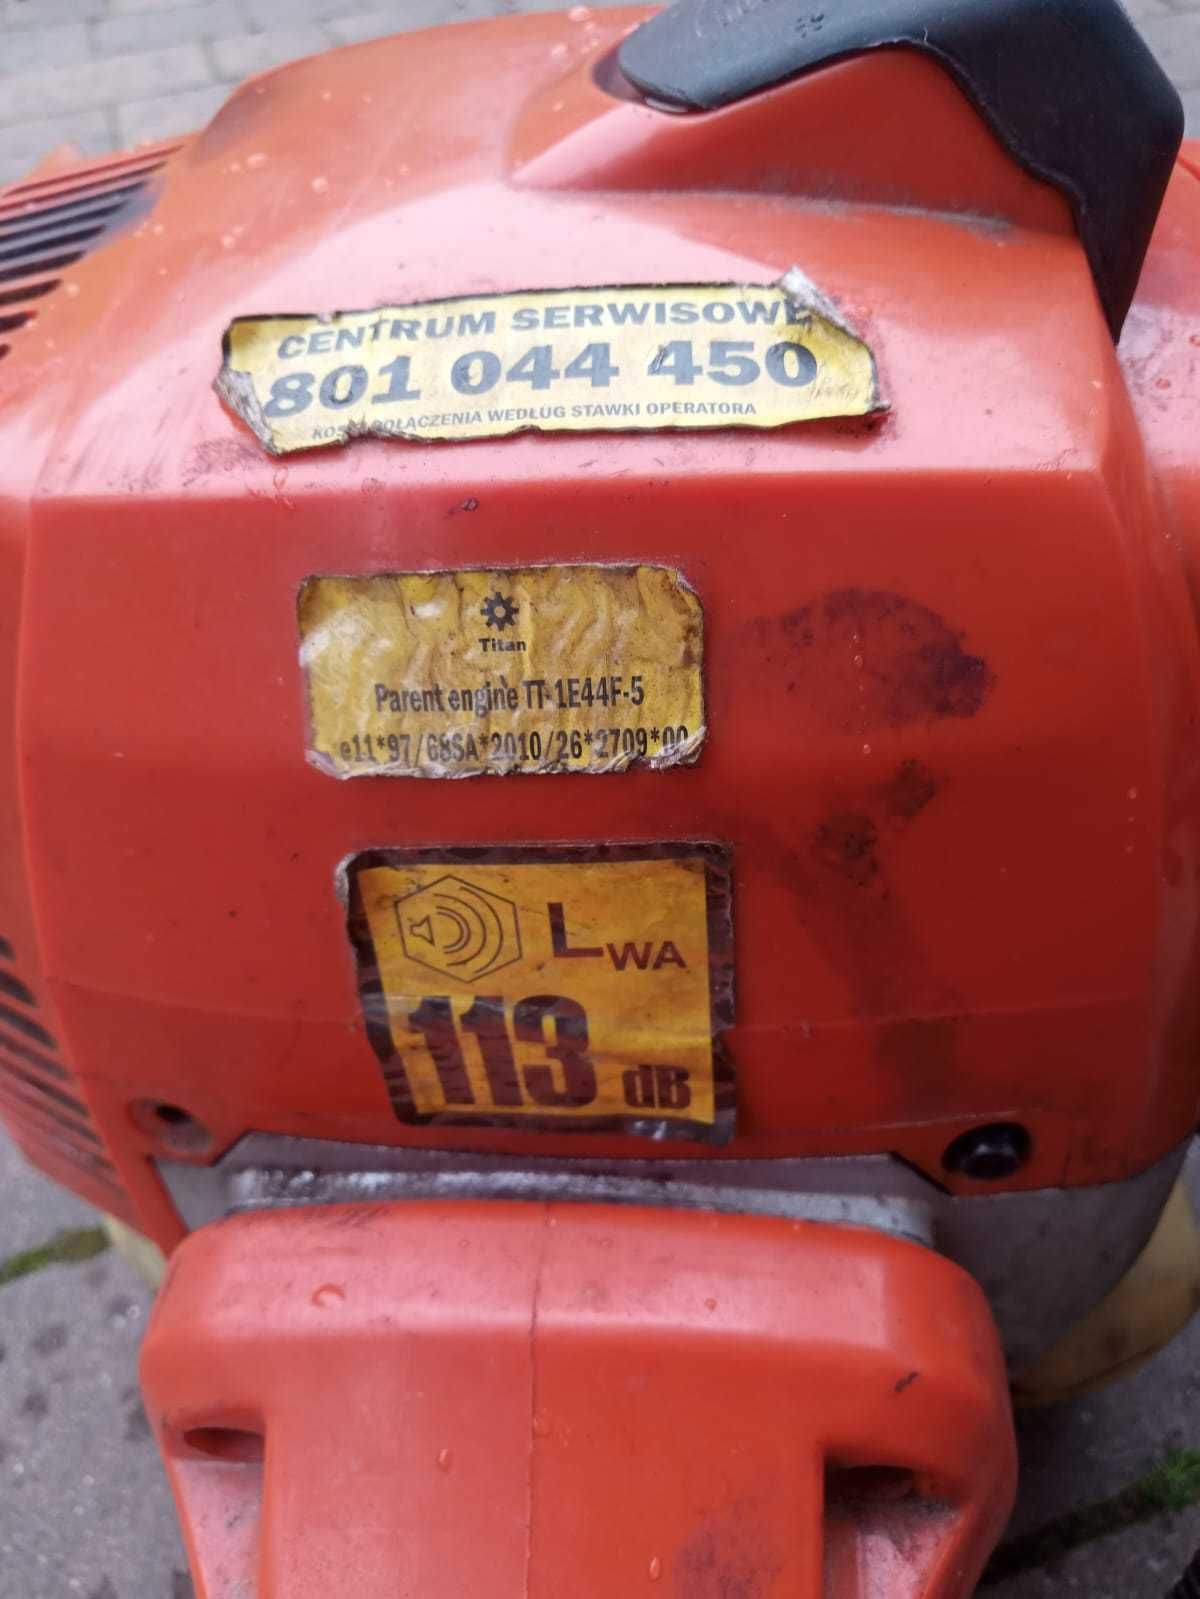 CENTRUM SERWISOWE
801 044 450
POŁĄCZENIA WEDŁUG STAWKI OPERATORA
Titan
Parent engine TT-1E44F-5
e11*97/68SA*2010/26*2709*00
LWA
113 dB